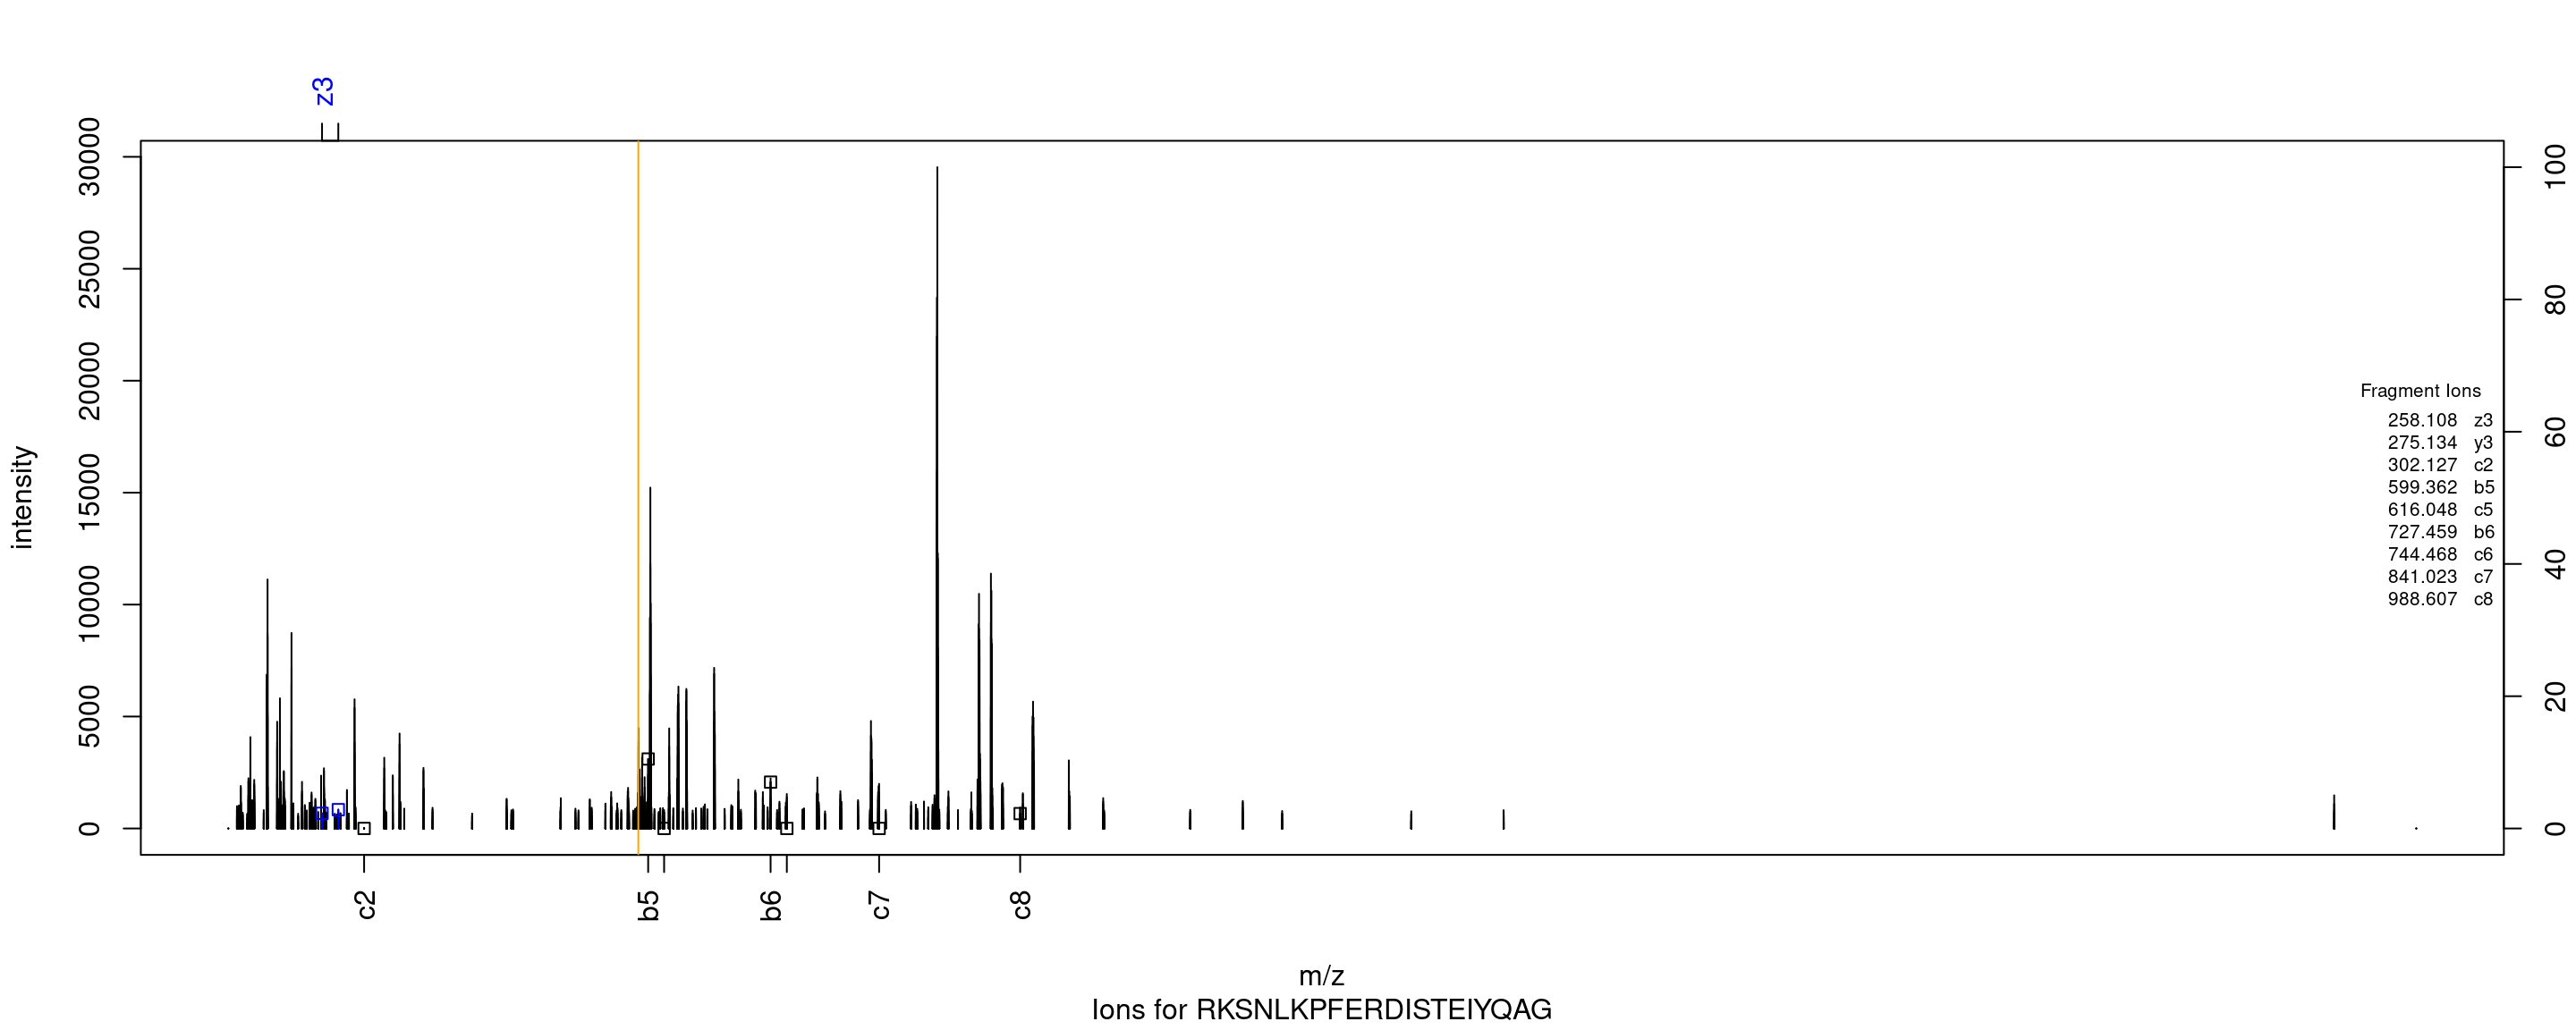 z3
30000
25000
20000
15000
10000
5000
0
intensity
100
80
60
40
20
0
Fragment Ions
258.108 z3
275.134 y3
302.127 c2
599.362 b5
616.048 c5
727.459 b6
744.468 c6
841.023 c7
988.607 c8
c2 b5 b6 c7 c8
m/z
Ions for RKSNLKPFERDISTEIYQAG